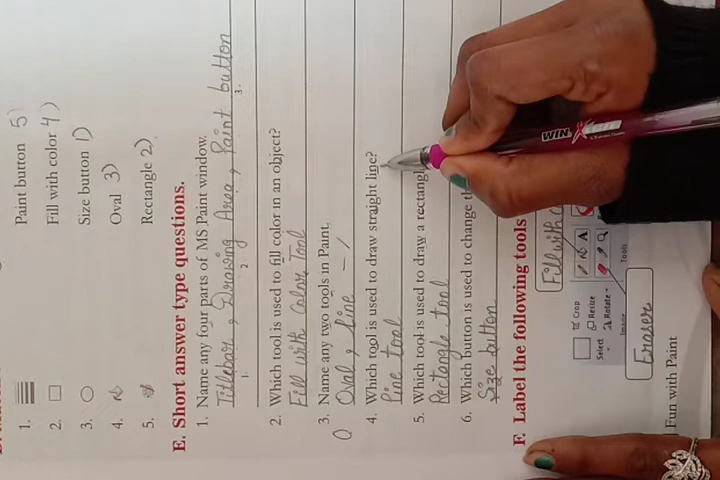 1. Paint button 5)
2. Fill with color 4)
3. Size button 1)
4. Oval 3)
5. Rectangle 2)
E. Short answer type questions.
1. Name any four parts of MS Paint window.
Titlebar, Drawing Area, Paint button
1. 2. 3.
2. Which tool is used to fill color in an object?
Fill with Color Tool
3. Name any two tools in Paint.
Oval, line
4. Which tool is used to draw straight line?
line tool
5. Which tool is used to draw a rectangl
Rectangle tool
6. Which button is used to change th
Size button
F. Label the following tools
Fill with c
Select
Crop
Resize
Rotate
Image
A
Tools
Eraser
Fun with Paint
WIN